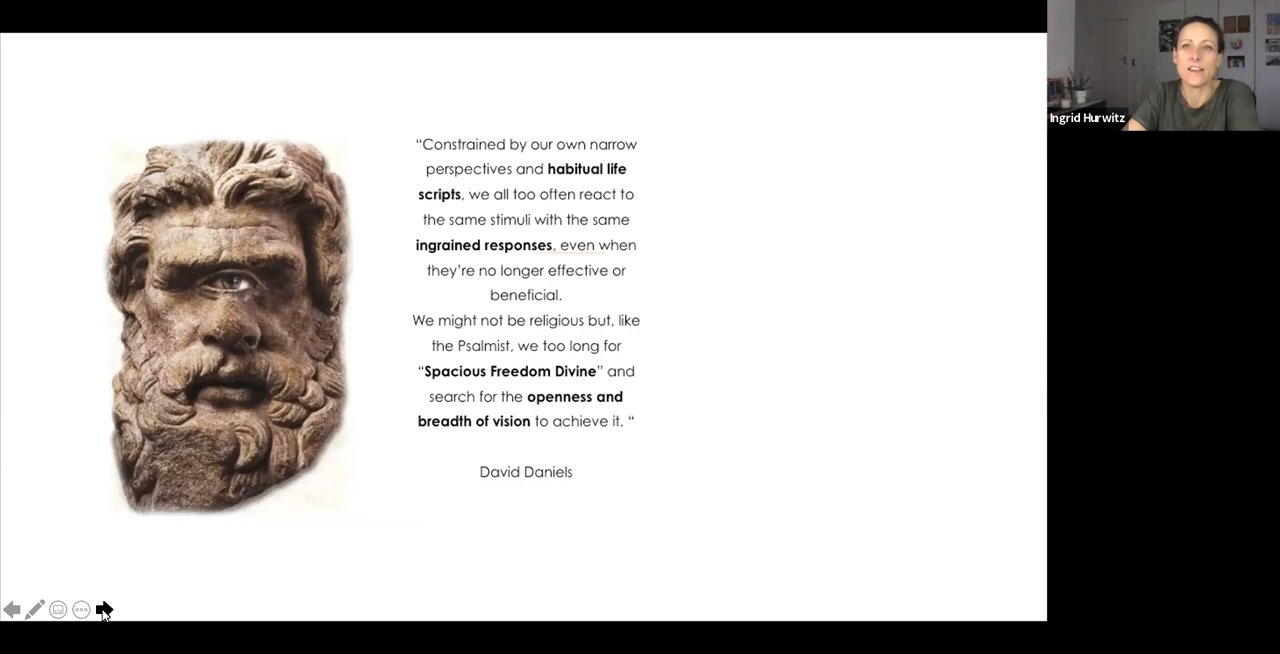 “Constrained by our own narrow
perspectives and habitual life
scripts, we all too often react to
the same stimuli with the same
ingrained responses, even when
they’re no longer effective or
beneficial.
We might not be religious but, like
the Psalmist, we too long for
“Spacious Freedom Divine” and
search for the openness and
breadth of vision to achieve it. “
David Daniels
Ingrid Hurwitz